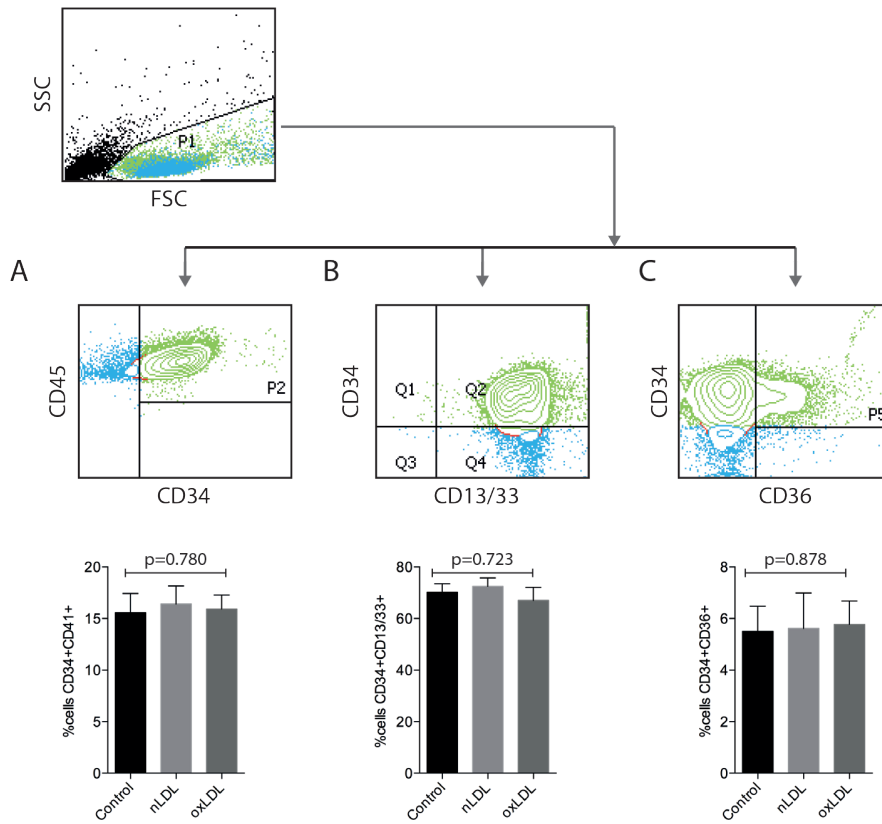 SSC
P1
FSC
A
B
C
CD45
P2
CD34
CD34
Q1
Q2
Q3
Q4
CD13/33
CD34
P5
CD36
p=0.780
%cells CD34+CD41+
20
15
10
5
0
Control
nLDL
oxLDL
p=0.723
%cells CD34+CD13/33+
80
60
40
20
0
Control
nLDL
oxLDL
p=0.878
%cells CD34+CD36+
8
6
4
2
0
Control
nLDL
oxLDL